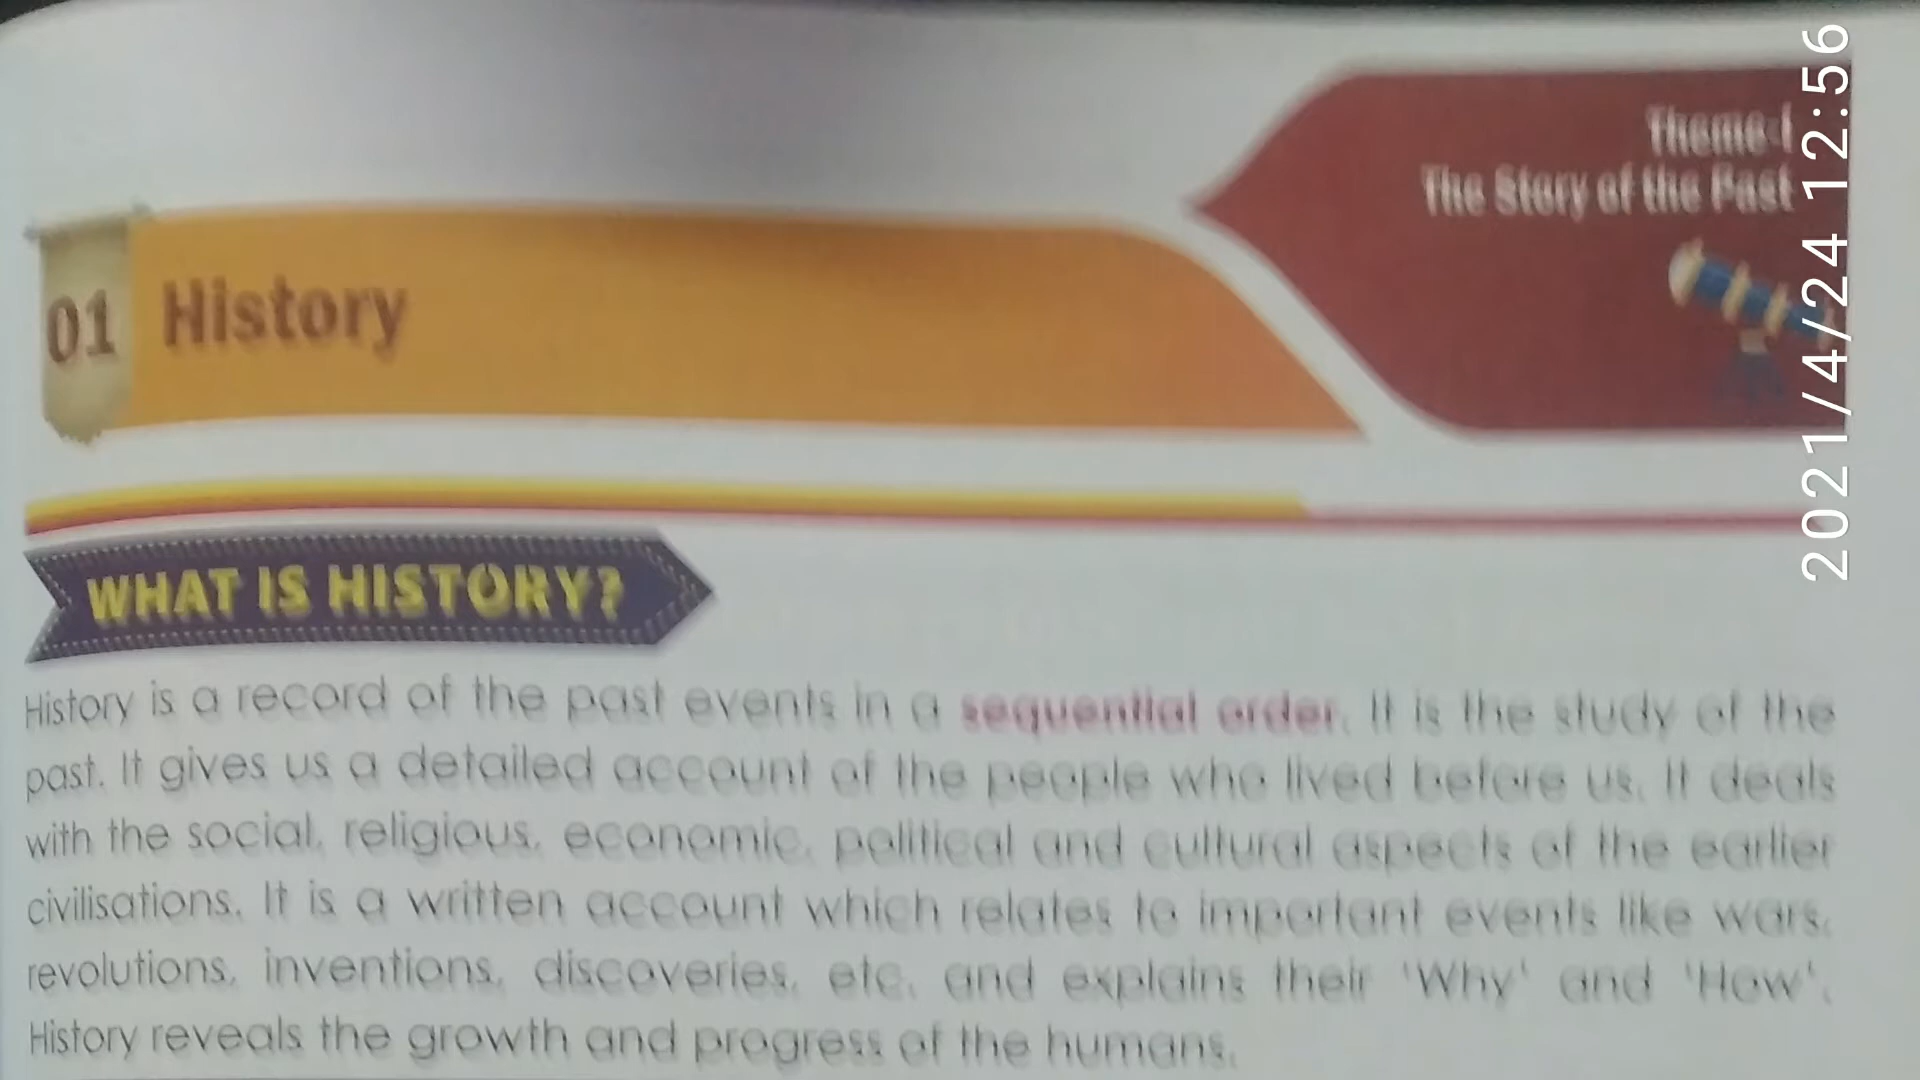 Theme-I
The Story of the Past
01 History
WHAT IS HISTORY?
History is a record of the past events in a sequential order. It is the study of the
past. It gives us a detailed account of the people who lived before us. It deals
with the social, religious, economic, political and cultural aspects of the earlier
civilisations. It is a written account which relates to important events like wars,
revolutions, inventions, discoveries, etc. and explains their 'Why' and 'How'.
History reveals the growth and progress of the humans.
2021/4/24 12:56